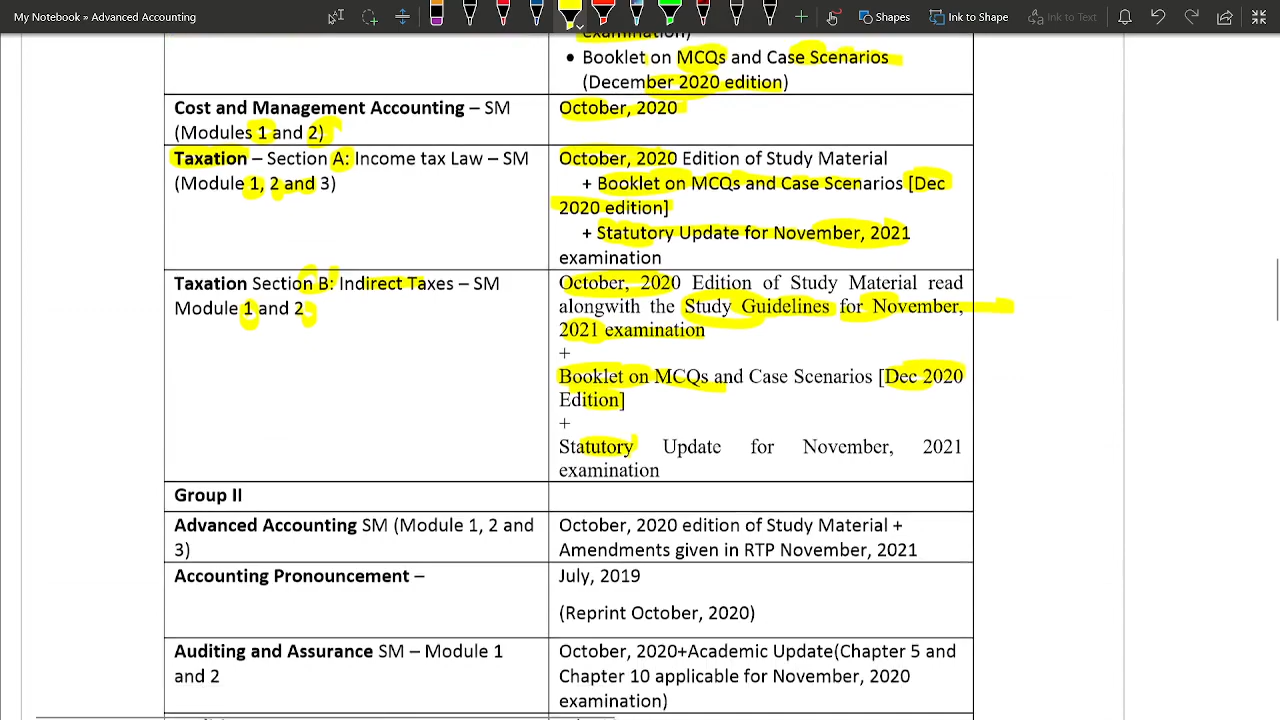 My Notebook » Advanced Accounting
Shapes
Ink to Shape
Ink to Text
examination)
• Booklet on MCQs and Case Scenarios
(December 2020 edition)
Cost and Management Accounting – SM
(Modules 1 and 2)
October, 2020
Taxation – Section A: Income tax Law – SM
(Module 1, 2 and 3)
October, 2020 Edition of Study Material
+ Booklet on MCQs and Case Scenarios [Dec
2020 edition]
+ Statutory Update for November, 2021
examination
Taxation Section B: Indirect Taxes – SM
Module 1 and 2
October, 2020 Edition of Study Material read
alongwith the Study Guidelines for November,
2021 examination
+
Booklet on MCQs and Case Scenarios [Dec 2020
Edition]
+
Statutory Update for November, 2021
examination
Group II
Advanced Accounting SM (Module 1, 2 and
3)
October, 2020 edition of Study Material +
Amendments given in RTP November, 2021
Accounting Pronouncement –
July, 2019
(Reprint October, 2020)
Auditing and Assurance SM – Module 1
and 2
October, 2020+Academic Update(Chapter 5 and
Chapter 10 applicable for November, 2020
examination)